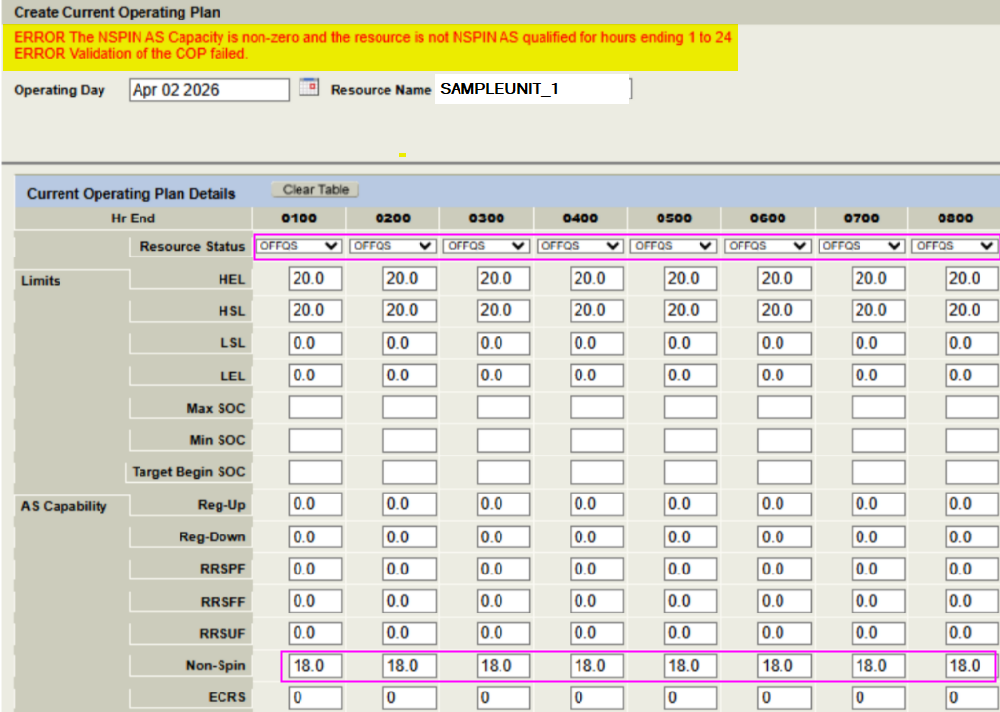 Create Current Operating Plan
ERROR The NSPIN AS Capacity is non-zero and the resource is not NSPIN AS qualified for hours ending 1 to 24
ERROR Validation of the COP failed.
Operating Day Apr 02 2026 Resource Name SAMPLEUNIT_1
Current Operating Plan Details Clear Table
Hr End 0100 0200 0300 0400 0500 0600 0700 0800
Resource Status OFFQS OFFQS OFFQS OFFQS OFFQS OFFQS OFFQS OFFQS
Limits HEL 20.0 20.0 20.0 20.0 20.0 20.0 20.0 20.0
HSL 20.0 20.0 20.0 20.0 20.0 20.0 20.0 20.0
LSL 0.0 0.0 0.0 0.0 0.0 0.0 0.0 0.0
LEL 0.0 0.0 0.0 0.0 0.0 0.0 0.0 0.0
Max SOC
Min SOC
Target Begin SOC
AS Capability Reg-Up 0.0 0.0 0.0 0.0 0.0 0.0 0.0 0.0
Reg-Down 0.0 0.0 0.0 0.0 0.0 0.0 0.0 0.0
RRSPF 0.0 0.0 0.0 0.0 0.0 0.0 0.0 0.0
RRSFF 0.0 0.0 0.0 0.0 0.0 0.0 0.0 0.0
RRSUF 0.0 0.0 0.0 0.0 0.0 0.0 0.0 0.0
Non-Spin 18.0 18.0 18.0 18.0 18.0 18.0 18.0 18.0
ECRS 0 0 0 0 0 0 0 0